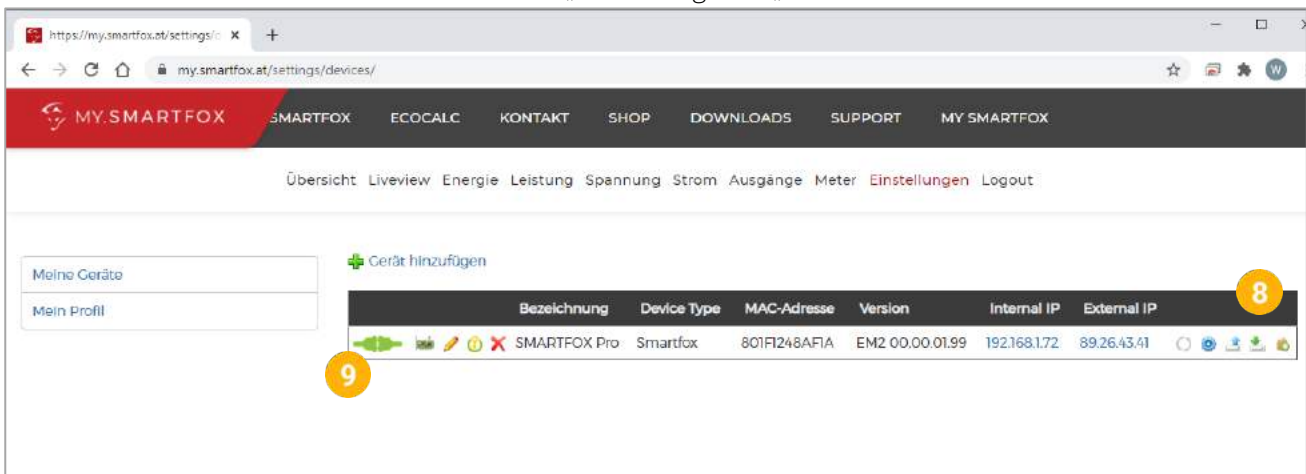 https://my.smartfox.at/settings/
my.smartfox.at/settings/devices/
W
MY.SMARTFOX
SMARTFOX ECOCALC KONTAKT SHOP DOWNLOADS SUPPORT MY SMARTFOX
Übersicht Liveview Energie Leistung Spannung Strom Ausgänge Meter Einstellungen Logout
Meine Geräte
Mein Profil
Gerät hinzufügen
8
Bezeichnung Device Type MAC-Adresse Version Internal IP External IP
SMARTFOX Pro Smartfox 801F1248AF1A EM2 00.00.01.99 192.168.1.72 89.26.43.41
9